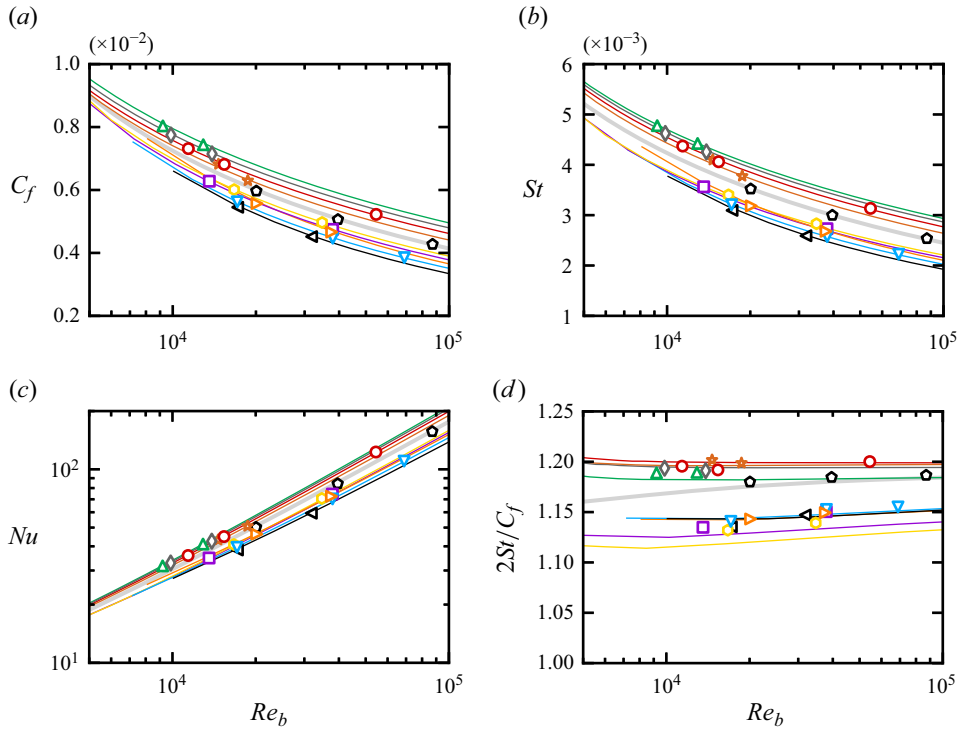 (a)
(×10⁻²)
1.0
0.8
C_f
0.6
0.4
0.2
10⁴
10⁵
(b)
(×10⁻³)
6
5
4
St
3
2
1
10⁴
10⁵
(c)
10²
Nu
10¹
10⁴
10⁵
Re_b
(d)
1.25
1.20
1.15
2St/C_f
1.10
1.05
1.00
10⁴
10⁵
Re_b